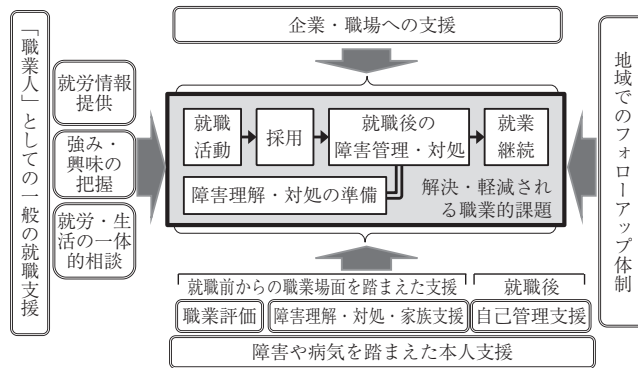 企業・職場への支援
「職業人」としての一般の就職支援
就労情報
提供
強み・
興味の
把握
就労・生
活の一体
的相談
就職
活動
採用
就職後の
障害管理・対処
就業
継続
障害理解・対処の準備
解決・軽減され
る職業的課題
地域でのフォローアップ体制
就職前からの職業場面を踏まえた支援
就職後
職業評価
障害理解・対処・家族支援
自己管理支援
障害や病気を踏まえた本人支援